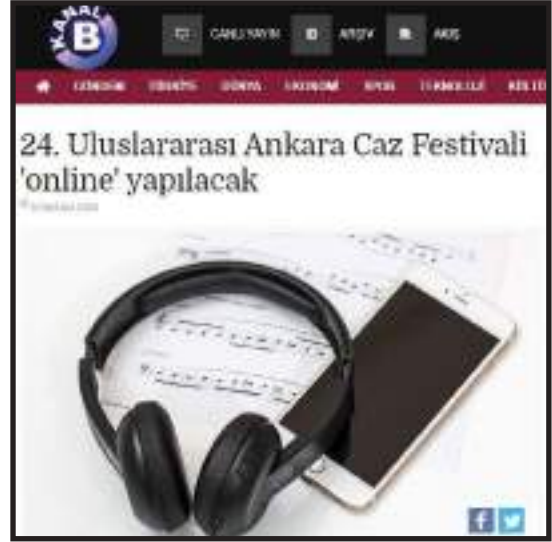 KANAL
B
CANLI YAYIN ARŞİV AKIŞ
GÜNDEM TÜRKİYE DÜNYA EKONOMİ SPOR TEKNOLOJİ
24. Uluslararası Ankara Caz Festivali
'online' yapılacak